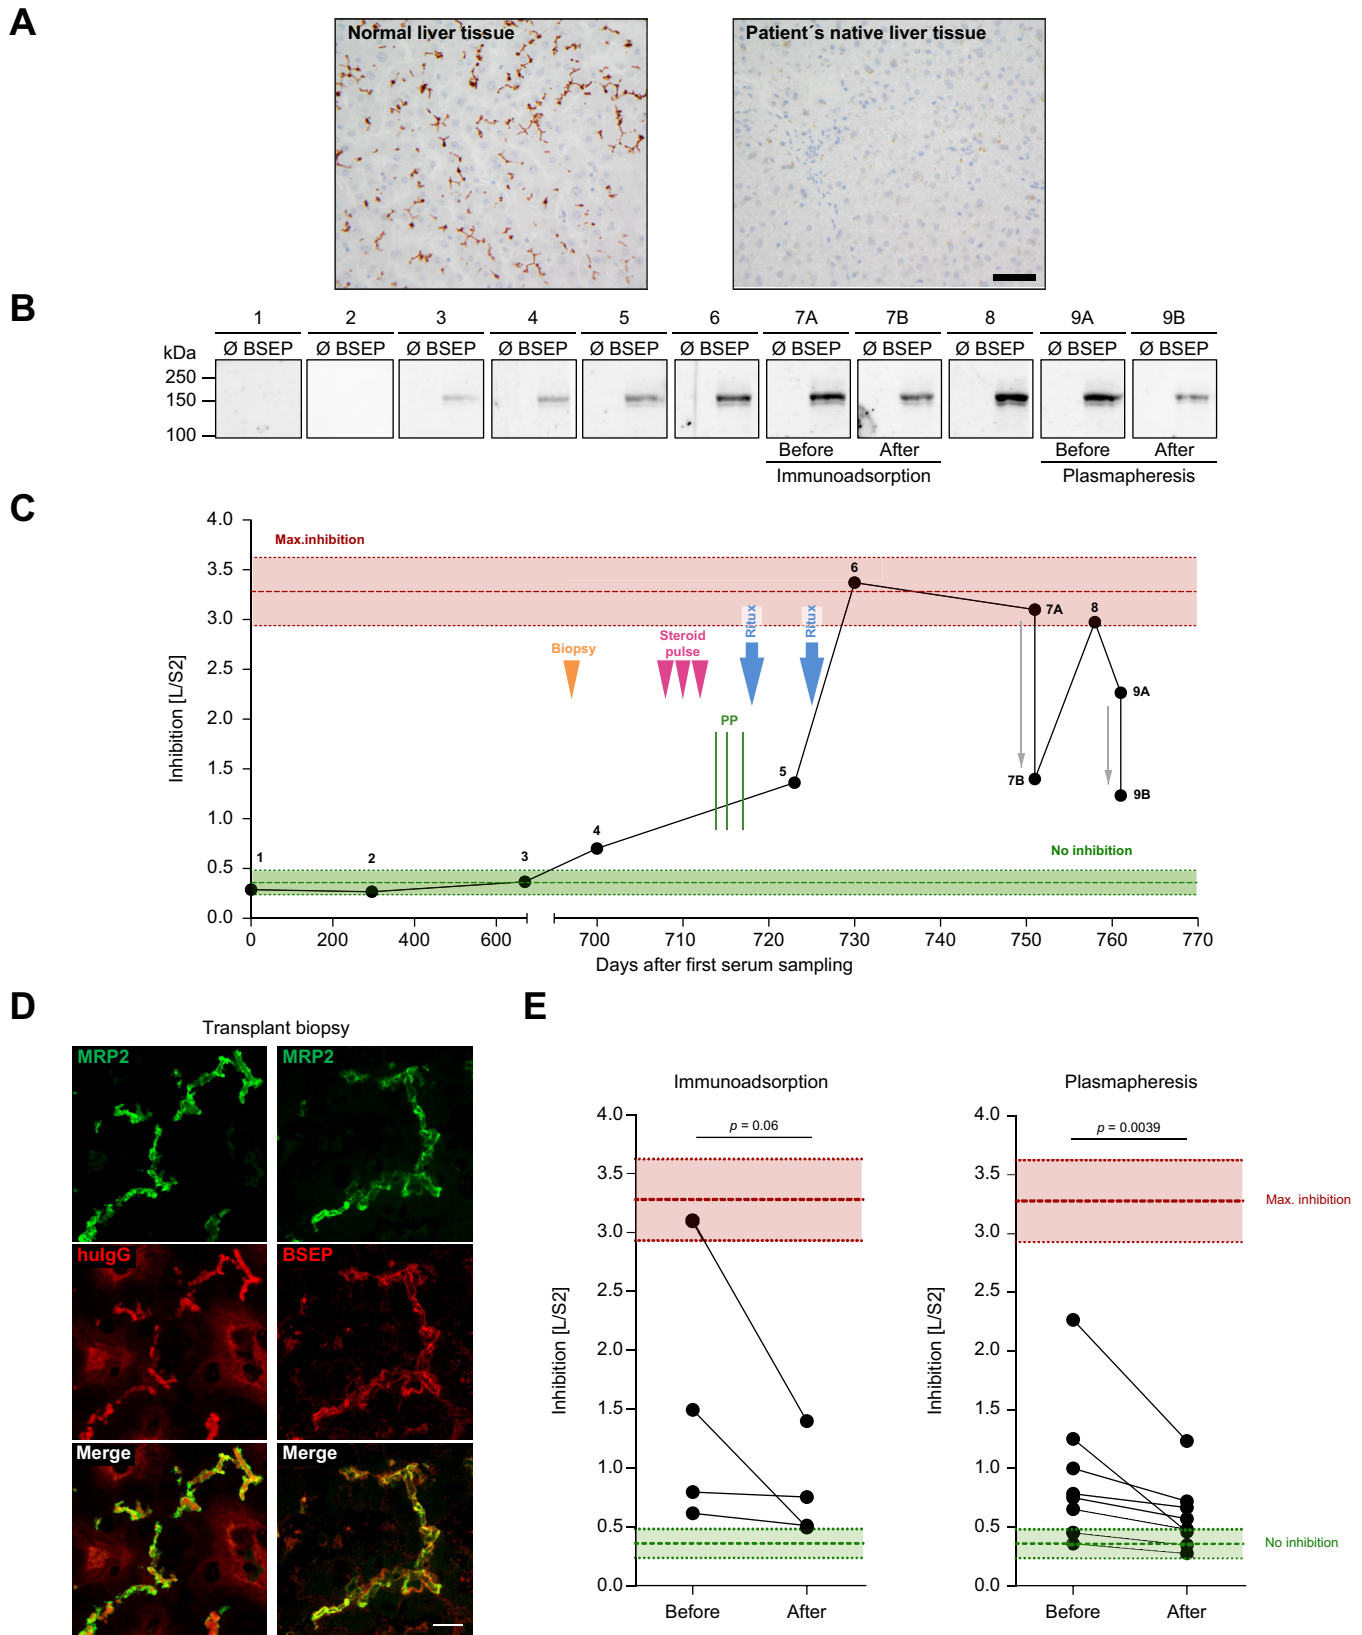 A
Normal liver tissue
Patient´s native liver tissue
B
1 2 3 4 5 6 7A 7B 8 9A 9B
kDa
Ø BSEP Ø BSEP Ø BSEP Ø BSEP Ø BSEP Ø BSEP Ø BSEP Ø BSEP Ø BSEP Ø BSEP Ø BSEP
250
150
100
Before After Before After
Immunoadsorption Plasmapheresis
C
Inhibition [L/S2]
4.0
3.5
3.0
2.5
2.0
1.5
1.0
0.5
0.0
Max.inhibition
Biopsy
Steroid
pulse
Ritux
Ritux
PP
No inhibition
1
2
3
4
5
6
7A
7B
8
9A
9B
0 200 400 600 700 710 720 730 740 750 760 770
Days after first serum sampling
D
Transplant biopsy
MRP2 MRP2
huIgG BSEP
Merge Merge
E
Immunoadsorption
p = 0.06
Inhibition [L/S2]
4.0
3.5
3.0
2.5
2.0
1.5
1.0
0.5
0.0
Before After
Plasmapheresis
p = 0.0039
Inhibition [L/S2]
4.0
3.5
3.0
2.5
2.0
1.5
1.0
0.5
0.0
Before After
Max. inhibition
No inhibition